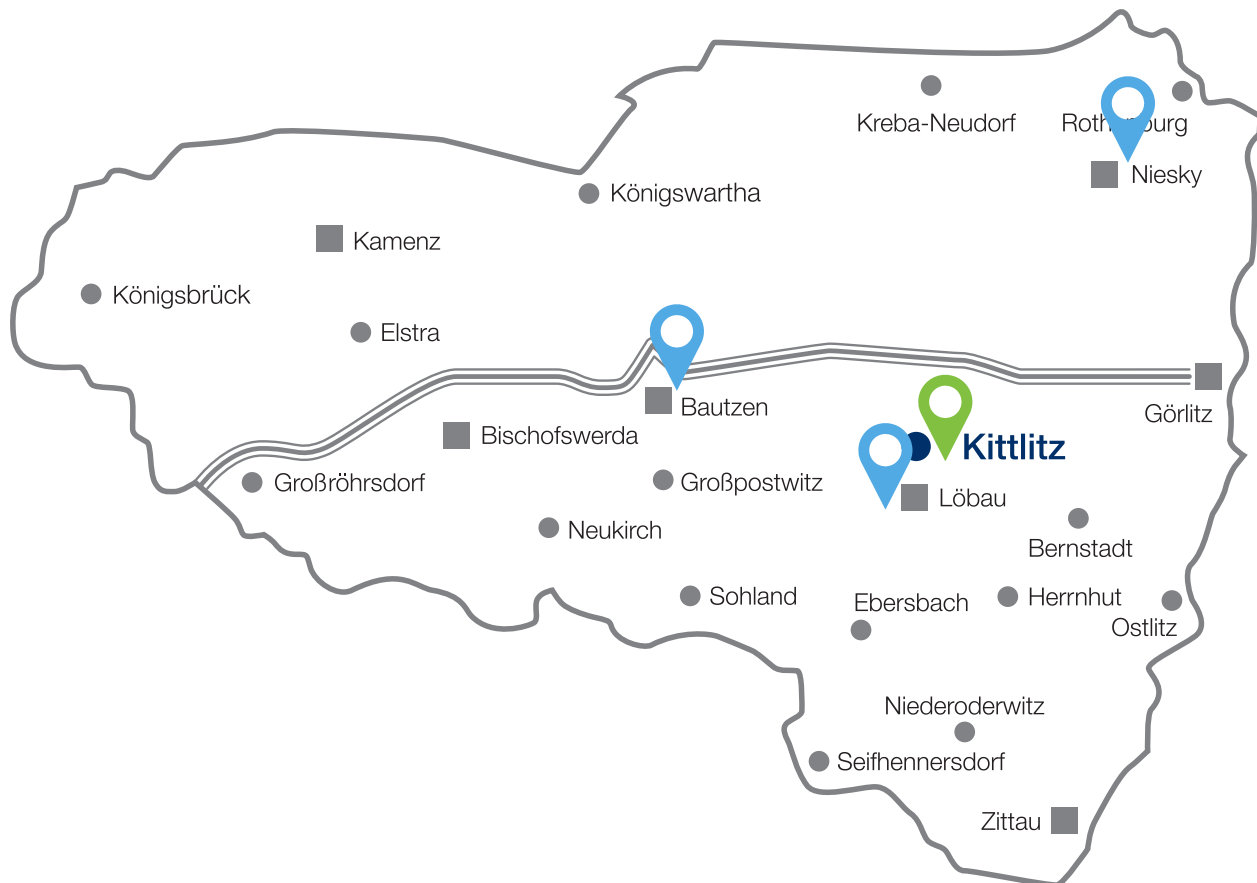 Kreba-Neudorf
Rothenburg
Niesky
Königswartha
Kamenz
Königsbrück
Elstra
Görlitz
Bautzen
Bischofswerda
Kittlitz
Großröhrsdorf
Großpostwitz
Löbau
Neukirch
Bernstadt
Sohland
Ebersbach
Herrnhut
Ostlitz
Niederoderwitz
Seifhennersdorf
Zittau